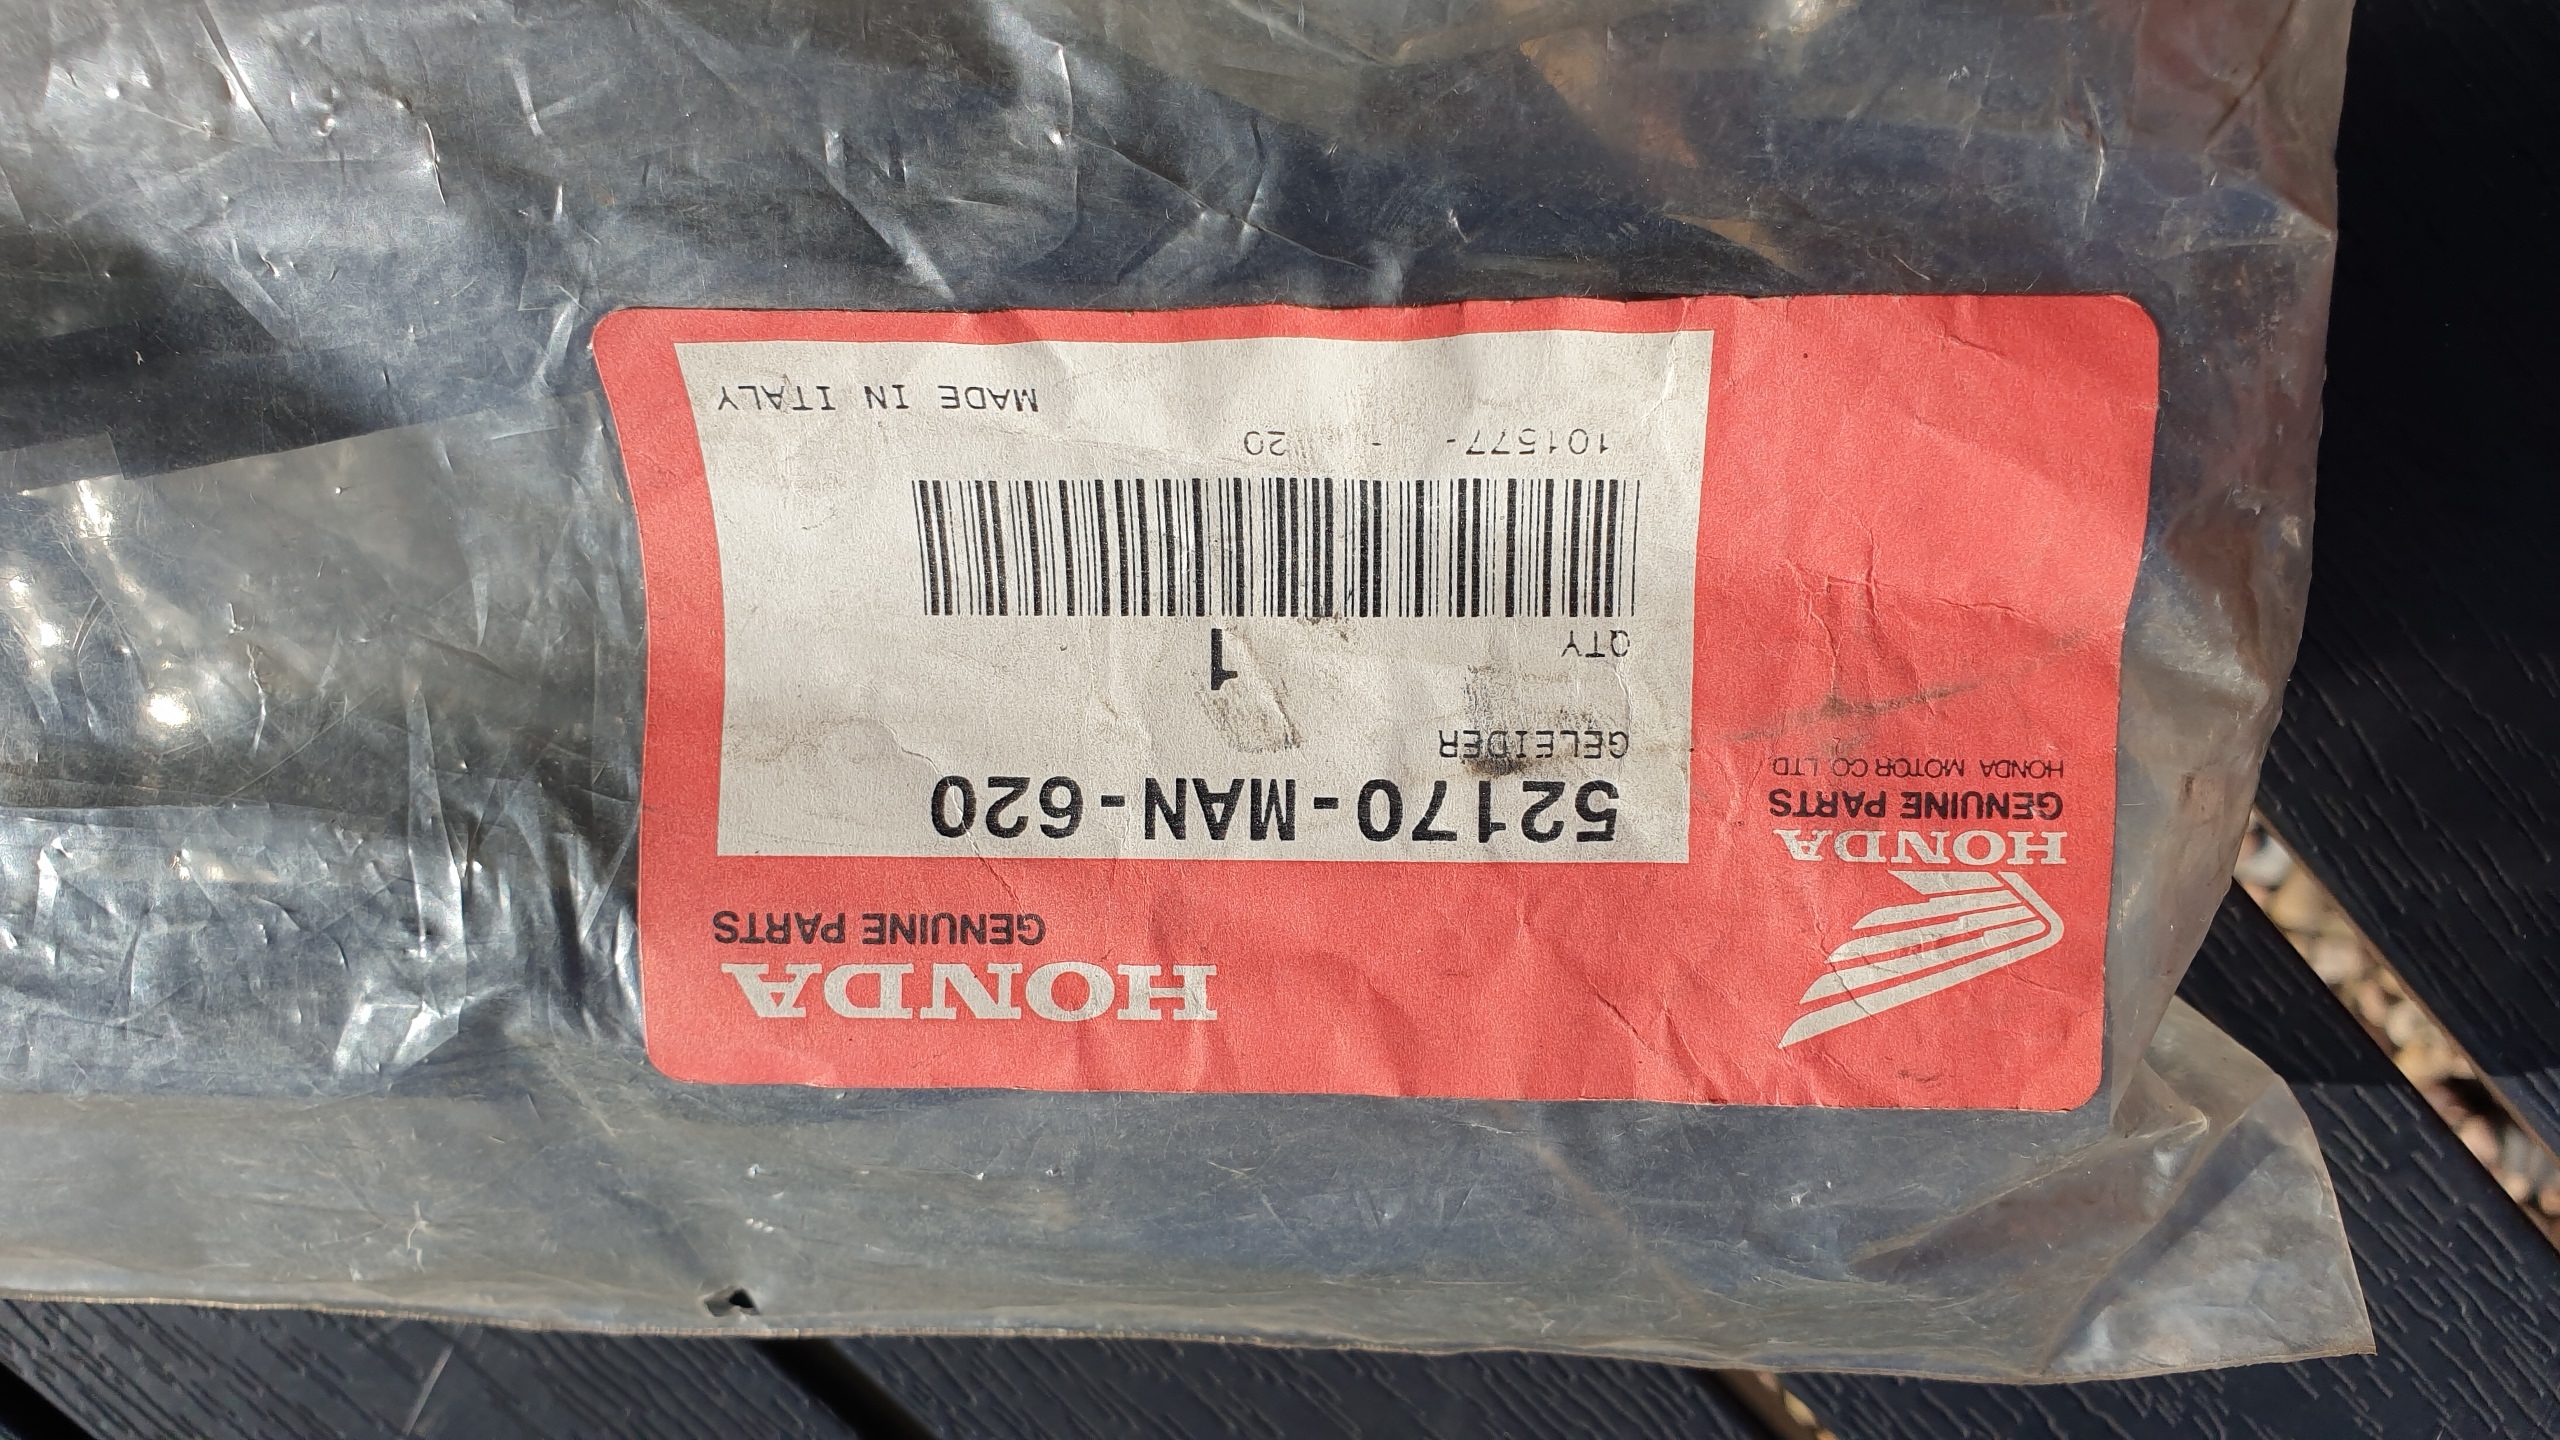 HONDA
GENUINE PARTS
HONDA
GENUINE PARTS
HONDA MOTOR CO LTD
52170-MAN-620
GELEIDER
QTY 1
101577- - 20
MADE IN ITALY